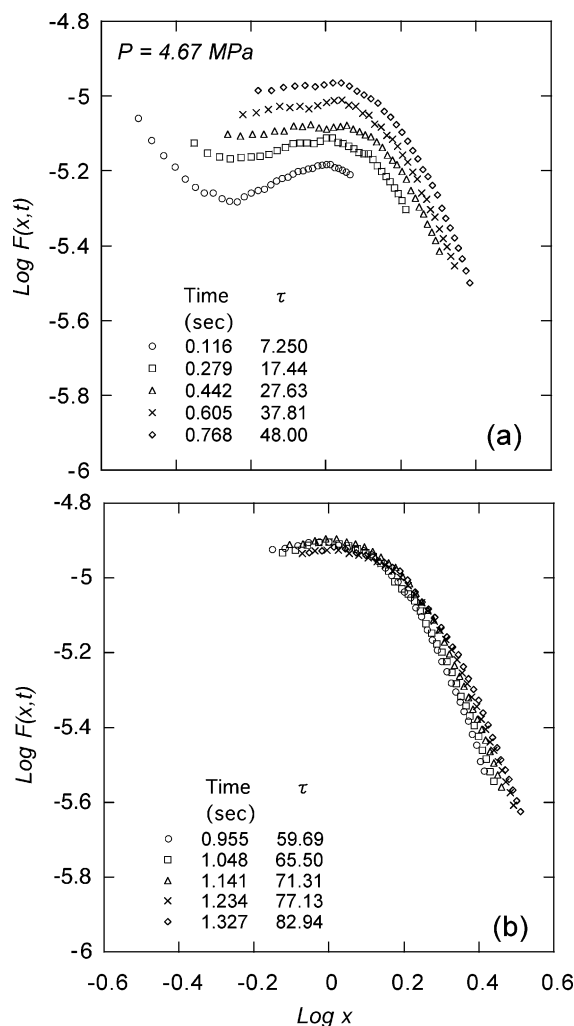 -4.8
P = 4.67 MPa
-5
-5.2
-5.4
-5.6
-5.8
-6
Log F(x,t)
Time τ
(sec)
0.116 7.250
0.279 17.44
0.442 27.63
0.605 37.81
0.768 48.00
(a)
-4.8
-5
-5.2
-5.4
-5.6
-5.8
-6
Log F(x,t)
Time τ
(sec)
0.955 59.69
1.048 65.50
1.141 71.31
1.234 77.13
1.327 82.94
(b)
-0.6 -0.4 -0.2 0 0.2 0.4 0.6
Log x